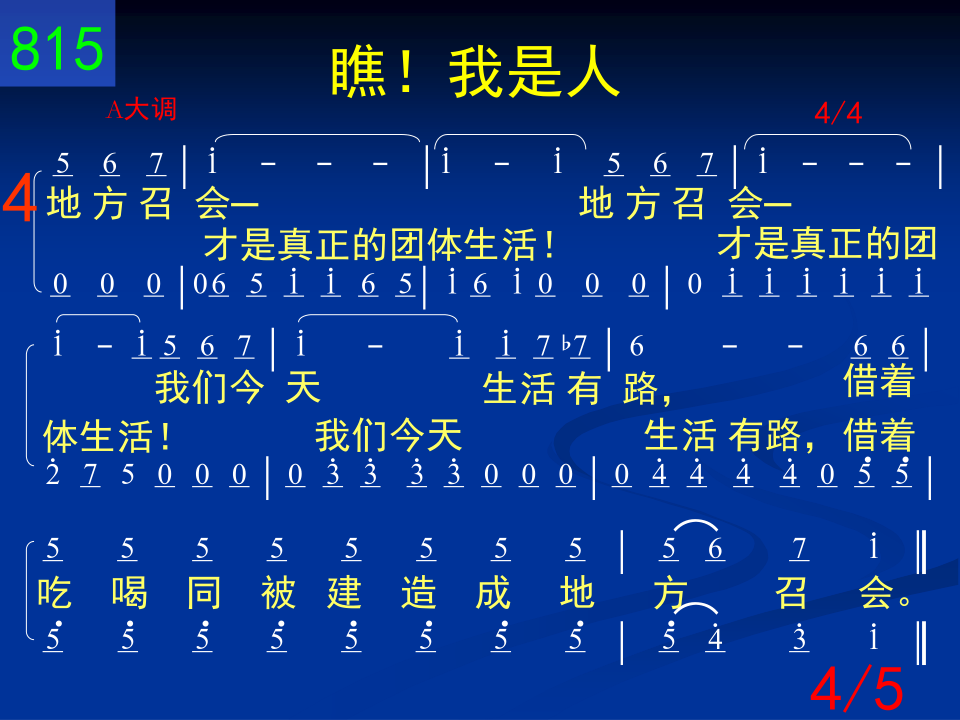 815
瞧！我是人
A大调
4/4
5 6 7 | i - - - | i - i 5 6 7 | i - - - |
4
地 方 召 会─ 地 方 召 会─
才是真正的团体生活！ 才是真正的团
0 0 0 | 0 6 5 i i 6 5 | i 6 i 0 0 0 | 0 i i i i i i
i - i 5 6 7 | i - i i 7 ♭7 | 6 - - 6 6 |
我们今 天 生活 有 路， 借着
体生活！ 我们今天 生活 有路，借着
2 7 5 0 0 0 | 0 3 3 3 3 0 0 0 | 0 4 4 4 4 0 5 5 |
5 5 5 5 5 5 5 5 | 5 6 7 i ‖
吃 喝 同 被 建 造 成 地 方 召 会。
5 5 5 5 5 5 5 5 | 5 4 3 i ‖
4/5